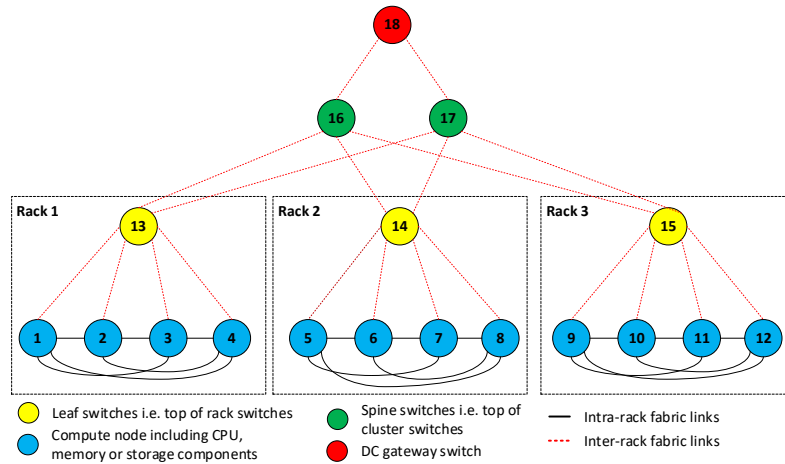 18
16
17
Rack 1
Rack 2
Rack 3
13
14
15
1
2
3
4
5
6
7
8
9
10
11
12
Leaf switches i.e. top of rack switches
Compute node including CPU,
memory or storage components
Spine switches i.e. top of
cluster switches
DC gateway switch
Intra-rack fabric links
Inter-rack fabric links